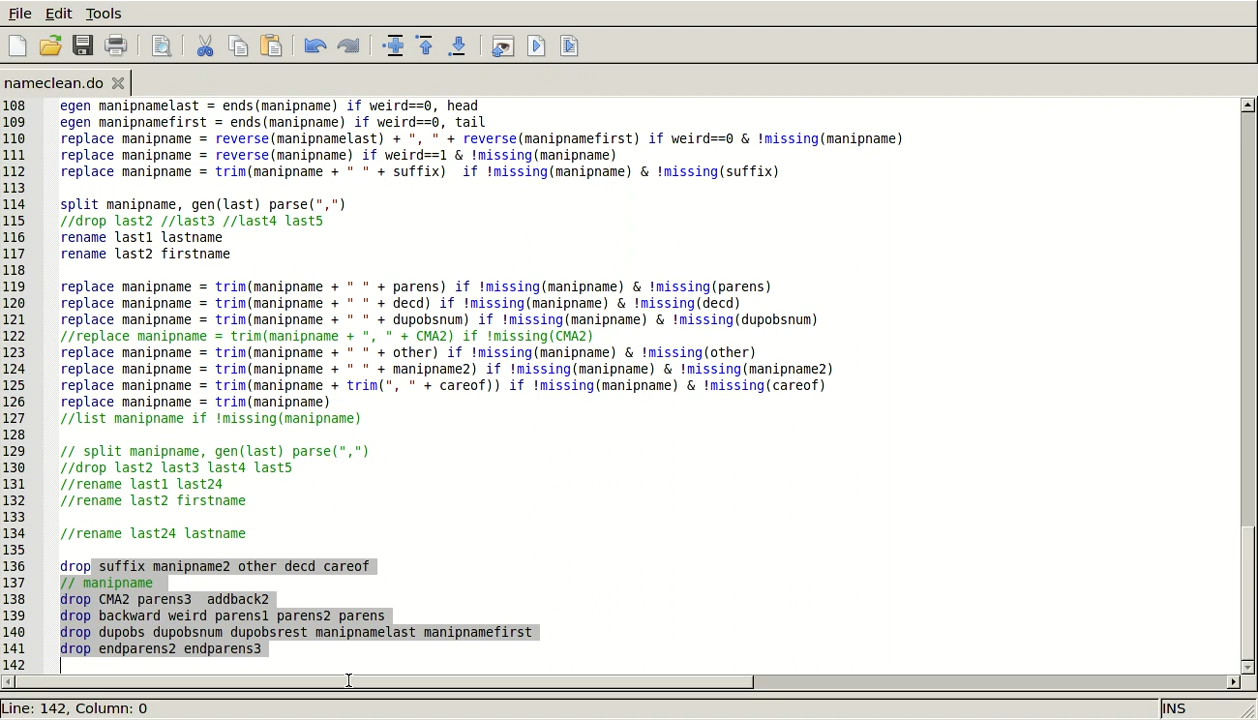 File Edit Tools
nameclean.do
108 egen manipnamelast = ends(manipname) if weird==0, head
109 egen manipnamefirst = ends(manipname) if weird==0, tail
110 replace manipname = reverse(manipnamelast) + ", " + reverse(manipnamefirst) if weird==0 & !missing(manipname)
111 replace manipname = reverse(manipname) if weird==1 & !missing(manipname)
112 replace manipname = trim(manipname + " " + suffix)  if !missing(manipname) & !missing(suffix)
113
114 split manipname, gen(last) parse(",")
115 //drop last2 //last3 //last4 last5
116 rename last1 lastname
117 rename last2 firstname
118
119 replace manipname = trim(manipname + " " + parens) if !missing(manipname) & !missing(parens)
120 replace manipname = trim(manipname + " " + decd) if !missing(manipname) & !missing(decd)
121 replace manipname = trim(manipname + " " + dupobsnum) if !missing(manipname) & !missing(dupobsnum)
122 //replace manipname = trim(manipname + ", " + CMA2) if !missing(CMA2)
123 replace manipname = trim(manipname + " " + other) if !missing(manipname) & !missing(other)
124 replace manipname = trim(manipname + " " + manipname2) if !missing(manipname) & !missing(manipname2)
125 replace manipname = trim(manipname + trim(", " + careof)) if !missing(manipname) & !missing(careof)
126 replace manipname = trim(manipname)
127 //list manipname if !missing(manipname)
128
129 // split manipname, gen(last) parse(",")
130 //drop last2 last3 last4 last5
131 //rename last1 last24
132 //rename last2 firstname
133
134 //rename last24 lastname
135
136 drop suffix manipname2 other decd careof
137 // manipname
138 drop CMA2 parens3  addback2
139 drop backward weird parens1 parens2 parens
140 drop dupobs dupobsnum dupobsrest manipnamelast manipnamefirst
141 drop endparens2 endparens3
142
Line: 142, Column: 0 INS